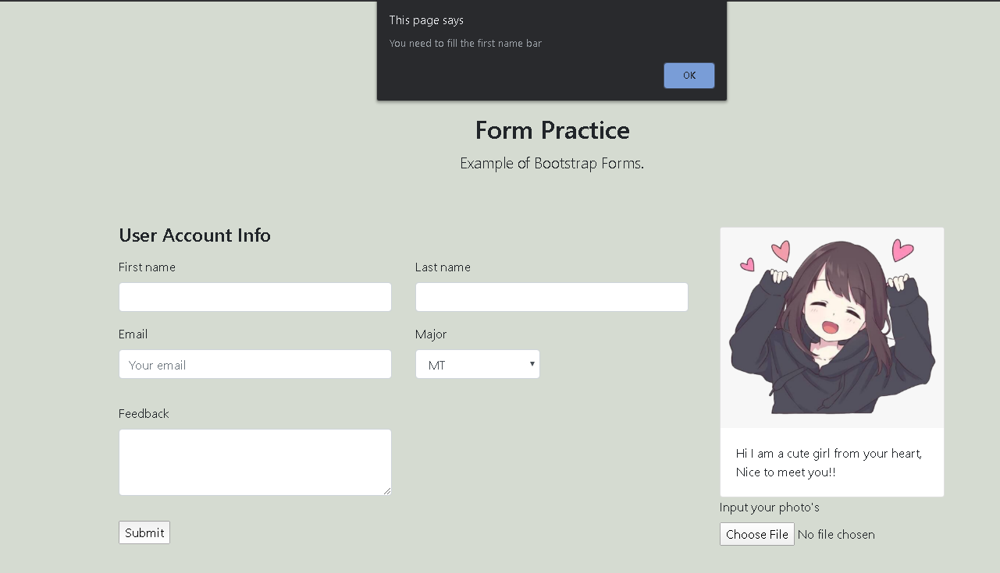 This page says
You need to fill the first name bar
OK
Form Practice
Example of Bootstrap Forms.
User Account Info
First name
Last name
Email
Major
Your email
MT
Feedback
Submit
Hi I am a cute girl from your heart,
Nice to meet you!!
Input your photo's
Choose File No file chosen